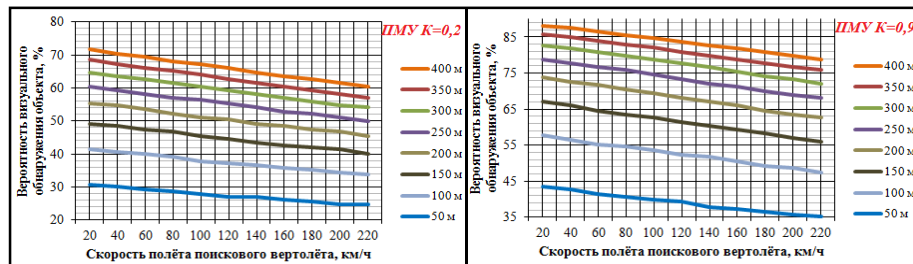 ПМУ К=0,2
Вероятность визуального
обнаружения объекта, %
80
70
60
50
40
30
20
20 40 60 80 100 120 140 160 180 200 220
Скорость полёта поискового вертолёта, км/ч
400 м
350 м
300 м
250 м
200 м
150 м
100 м
50 м
ПМУ К=0,9
Вероятность визуального
обнаружения объекта, %
85
75
65
55
45
35
20 40 60 80 100 120 140 160 180 200 220
Скорость полёта поискового вертолёта, км/ч
400 м
350 м
300 м
250 м
200 м
150 м
100 м
50 м